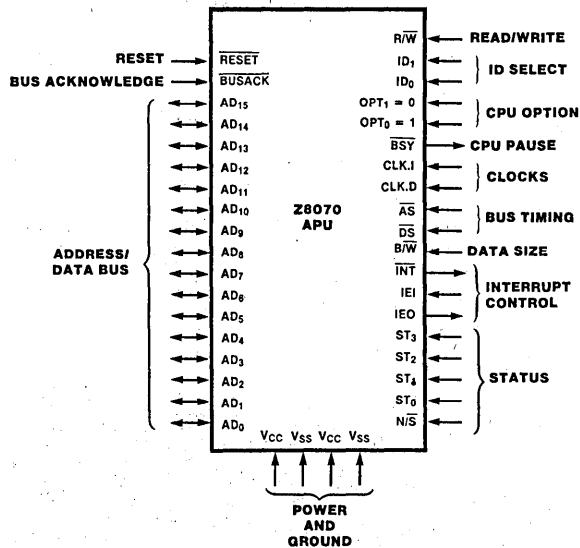 RESET
BUS ACKNOWLEDGE
ADDRESS/
DATA BUS
RESET
BUSACK
AD15
AD14
AD13
AD12
AD11
AD10
AD9
AD8
AD7
AD6
AD5
AD4
AD3
AD2
AD1
AD0
Z8070
APU
R/W
ID1
ID0
OPT1 = 0
OPT0 = 1
BSY
CLK.I
CLK.D
AS
DS
B/W
INT
IEI
IEO
ST3
ST2
ST4
ST0
N/S
READ/WRITE
ID SELECT
CPU OPTION
CPU PAUSE
CLOCKS
BUS TIMING
DATA SIZE
INTERRUPT
CONTROL
STATUS
VCC VSS VCC VSS
POWER
AND
GROUND